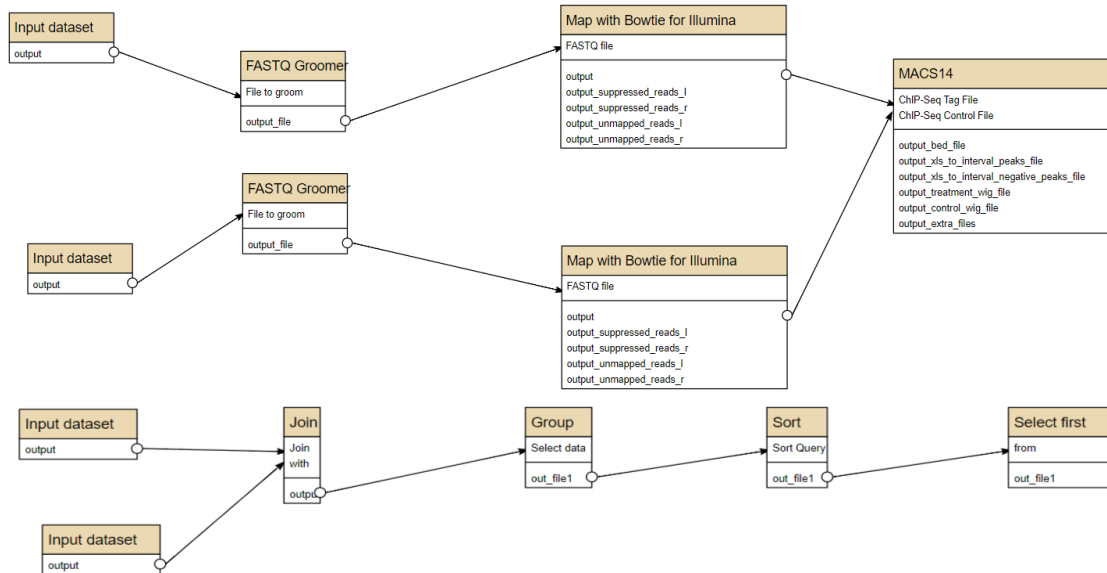 Input dataset
output
FASTQ Groomer
File to groom
output_file
Map with Bowtie for Illumina
FASTQ file
output
output_suppressed_reads_l
output_suppressed_reads_r
output_unmapped_reads_l
output_unmapped_reads_r
MACS14
ChIP-Seq Tag File
ChIP-Seq Control File
output_bed_file
output_xls_to_interval_peaks_file
output_xls_to_interval_negative_peaks_file
output_treatment_wig_file
output_control_wig_file
output_extra_files
Input dataset
output
FASTQ Groomer
File to groom
output_file
Map with Bowtie for Illumina
FASTQ file
output
output_suppressed_reads_l
output_suppressed_reads_r
output_unmapped_reads_l
output_unmapped_reads_r
Input dataset
output
Input dataset
output
Join
Join
with
output
Group
Select data
out_file1
Sort
Sort Query
out_file1
Select first
from
out_file1